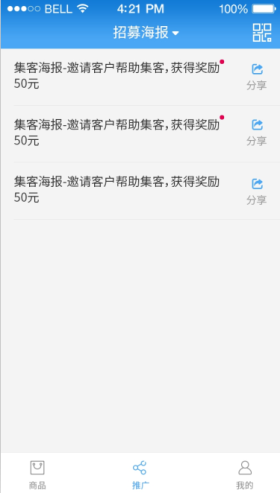 BELL 4:21 PM 100%
招募海报
集客海报-邀请客户帮助集客，获得奖励
50元
分享
集客海报-邀请客户帮助集客，获得奖励
50元
分享
集客海报-邀请客户帮助集客，获得奖励
50元
分享
商品 推广 我的